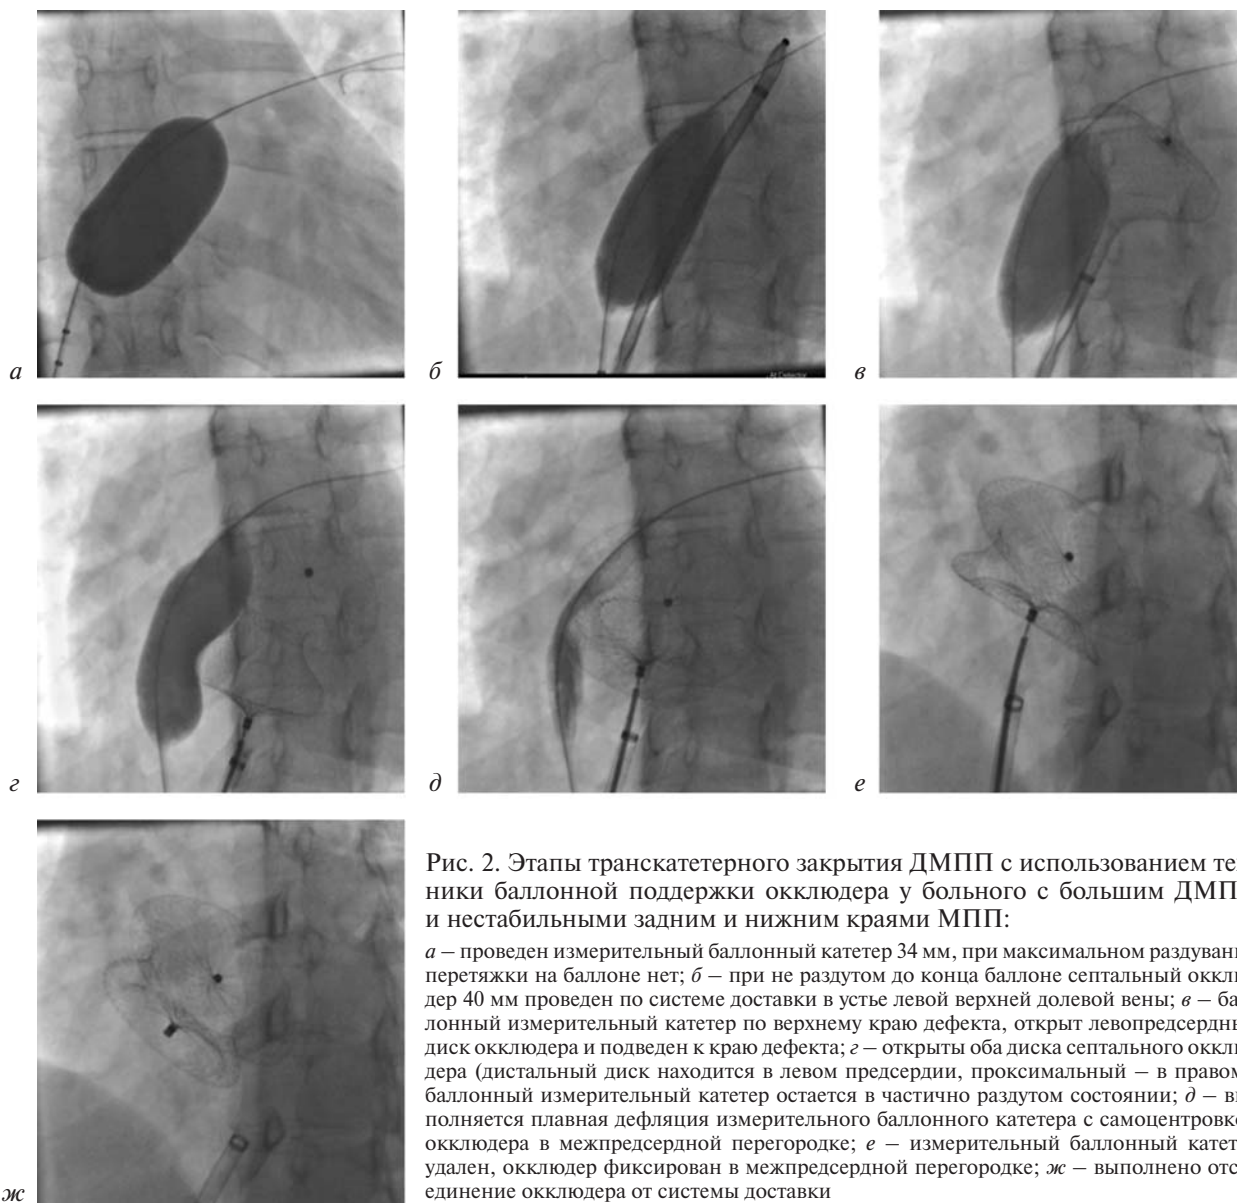 а
б
At Detector
в
г
д
е
ж
Рис. 2. Этапы транскатетерного закрытия ДМПП с использованием тех
ники баллонной поддержки окклюдера у больного с большим ДМП
и нестабильными задним и нижним краями МПП:
а – проведен измерительный баллонный катетер 34 мм, при максимальном раздувани
перетяжки на баллоне нет; б – при не раздутом до конца баллоне септальный окклю
дер 40 мм проведен по системе доставки в устье левой верхней долевой вены; в – ба
лонный измерительный катетер по верхнему краю дефекта, открыт левопредсердны
диск окклюдера и подведен к краю дефекта; г – открыты оба диска септального окклю
дера (дистальный диск находится в левом предсердии, проксимальный – в правом
баллонный измерительный катетер остается в частично раздутом состоянии; д – вы
полняется плавная дефляция измерительного баллонного катетера с самоцентровко
окклюдера в межпредсердной перегородке; е – измерительный баллонный катет
удален, окклюдер фиксирован в межпредсердной перегородке; ж – выполнено отс
единение окклюдера от системы доставки